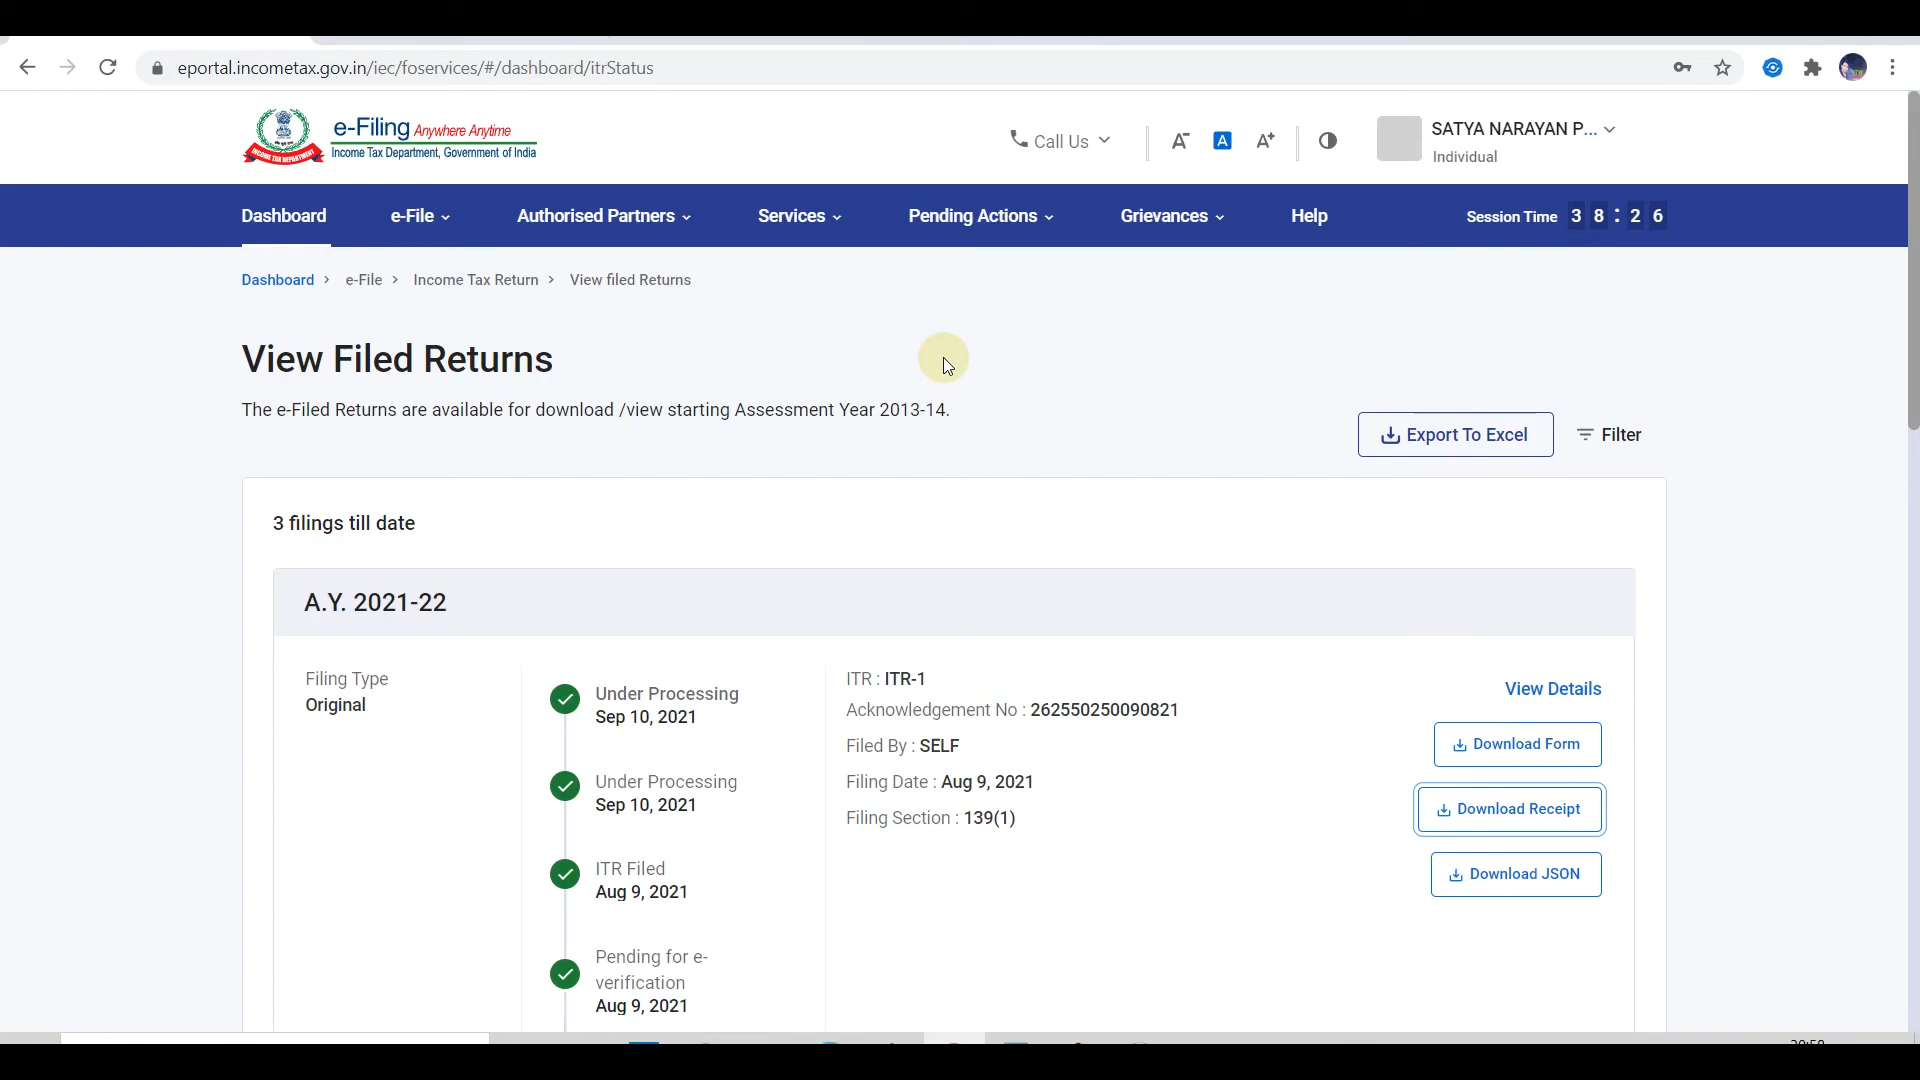 eportal.incometax.gov.in/iec/foservices/#/dashboard/itrStatus
e-Filing Anywhere Anytime
Income Tax Department, Government of India
INCOME TAX DEPARTMENT
Call Us
A-
A
A+
SATYA NARAYAN P...
Individual
Dashboard e-File Authorised Partners Services Pending Actions Grievances Help Session Time 38:26
Dashboard > e-File > Income Tax Return > View filed Returns
View Filed Returns
The e-Filed Returns are available for download /view starting Assessment Year 2013-14.
Export To Excel
Filter
3 filings till date
A.Y. 2021-22
Filing Type
Original
Under Processing
Sep 10, 2021
Under Processing
Sep 10, 2021
ITR Filed
Aug 9, 2021
Pending for e-
verification
Aug 9, 2021
ITR : ITR-1
Acknowledgement No : 262550250090821
Filed By : SELF
Filing Date : Aug 9, 2021
Filing Section : 139(1)
View Details
Download Form
Download Receipt
Download JSON